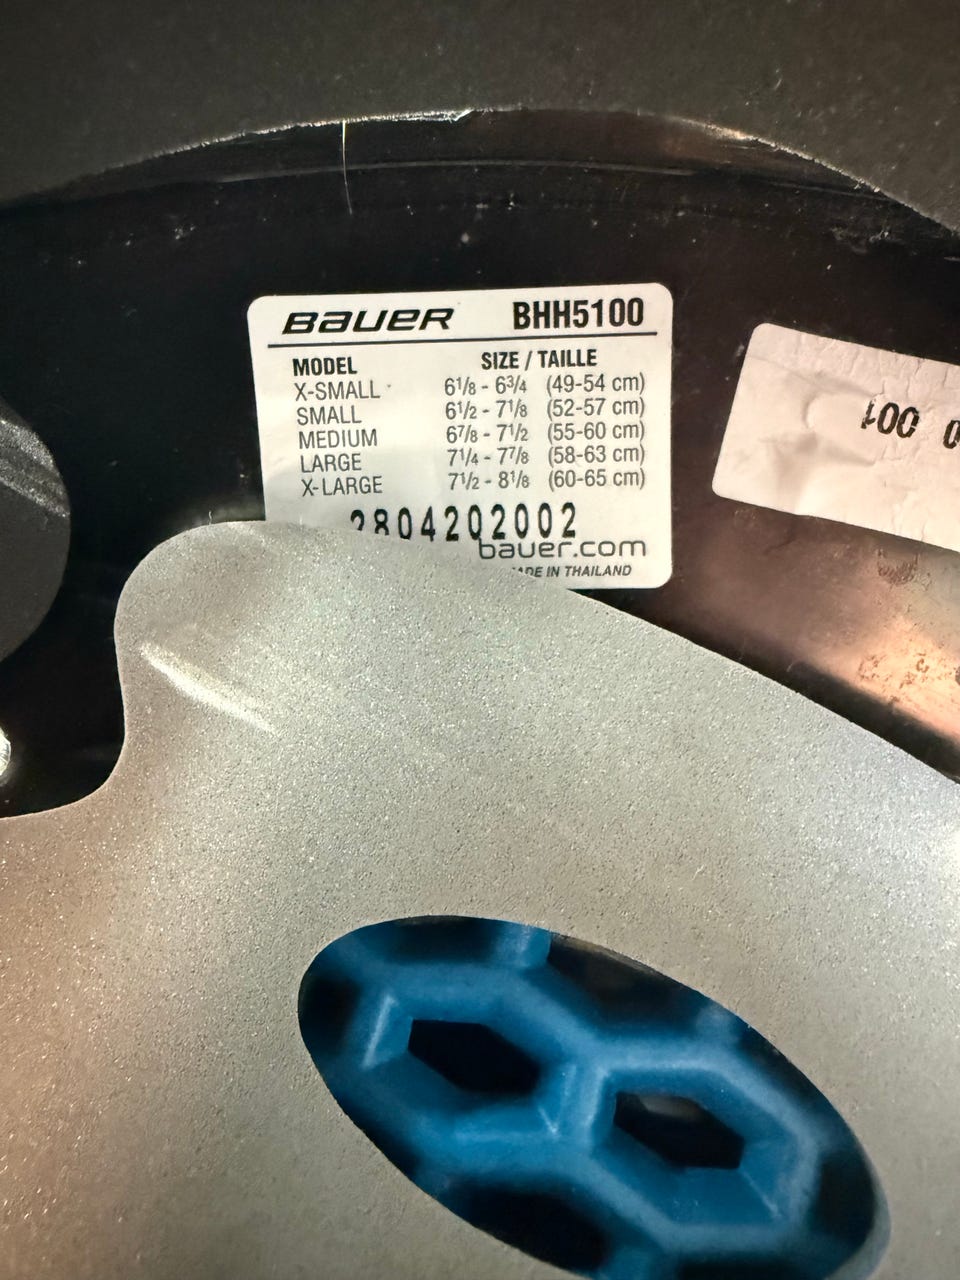 BAUER BHH5100
MODEL SIZE / TAILLE
X-SMALL 6 1/8 - 6 3/4 (49-54 cm)
SMALL 6 1/2 - 7 1/8 (52-57 cm)
MEDIUM 6 7/8 - 7 1/2 (55-60 cm)
LARGE 7 1/4 - 7 7/8 (58-63 cm)
X-LARGE 7 1/2 - 8 1/8 (60-65 cm)
2804202002
bauer.com
MADE IN THAILAND
001